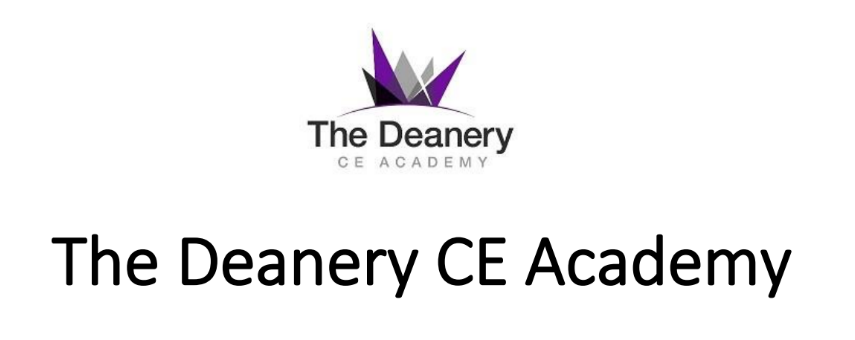 The Deanery
CE ACADEMY
The Deanery CE Academy